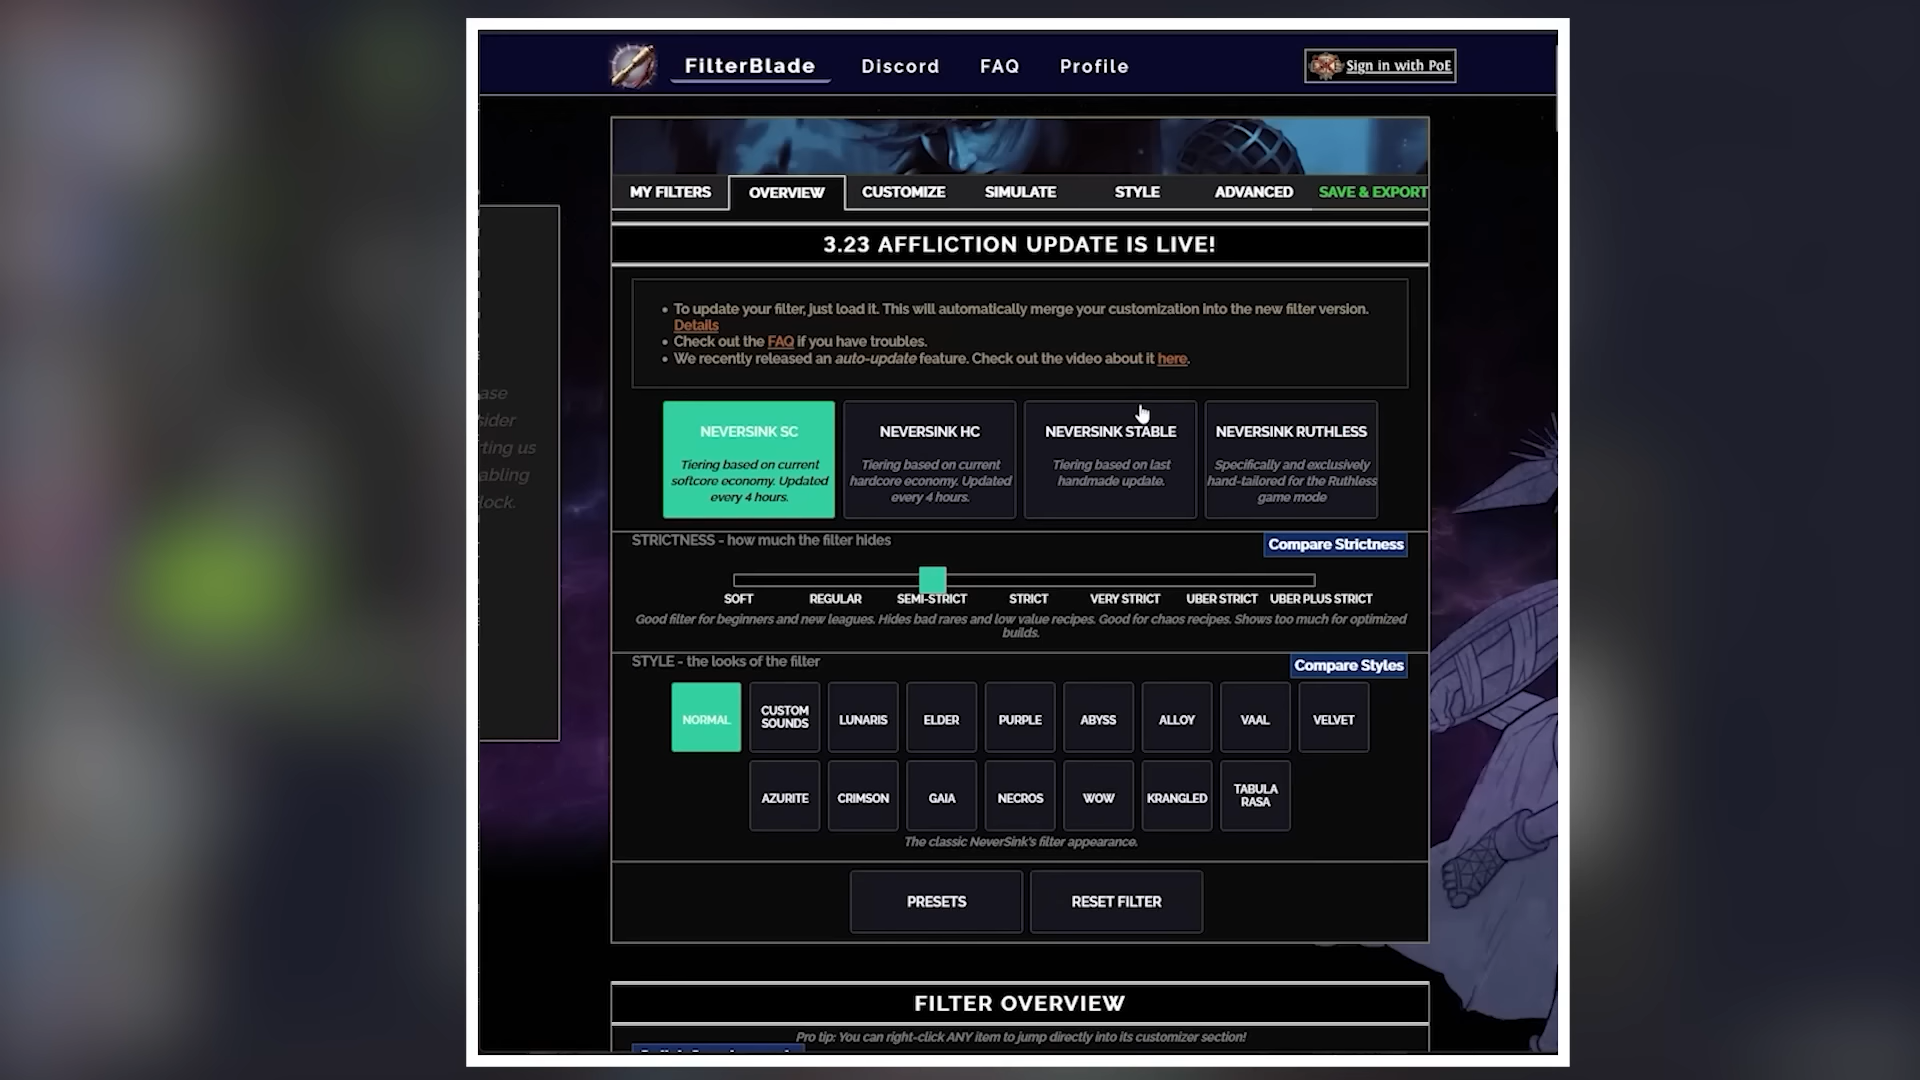 FilterBlade Discord FAQ Profile Sign in with PoE
MY FILTERS OVERVIEW CUSTOMIZE SIMULATE STYLE ADVANCED SAVE & EXPORT
3.23 AFFLICTION UPDATE IS LIVE!
• To update your filter, just load it. This will automatically merge your customization into the new filter version.
Details
• Check out the FAQ if you have troubles.
• We recently released an auto-update feature. Check out the video about it here.
ase
sider
rting us
abling
lock.
NEVERSINK SC
Tiering based on current
softcore economy. Updated
every 4 hours.
NEVERSINK HC
Tiering based on current
hardcore economy. Updated
every 4 hours.
NEVERSINK STABLE
Tiering based on last
handmade update.
NEVERSINK RUTHLESS
Specifically and exclusively
hand-tailored for the Ruthless
game mode
STRICTNESS - how much the filter hides
Compare Strictness
SOFT REGULAR SEMI-STRICT STRICT VERY STRICT UBER STRICT UBER PLUS STRICT
Good filter for beginners and new leagues. Hides bad rares and low value recipes. Good for chaos recipes. Shows too much for optimized
builds.
STYLE - the looks of the filter
Compare Styles
NORMAL
CUSTOM
SOUNDS
LUNARIS
ELDER
PURPLE
ABYSS
ALLOY
VAAL
VELVET
AZURITE
CRIMSON
GAIA
NECROS
WOW
KRANGLED
TABULA
RASA
The classic NeverSink's filter appearance.
PRESETS
RESET FILTER
FILTER OVERVIEW
Pro tip: You can right-click ANY item to jump directly into its customizer section!